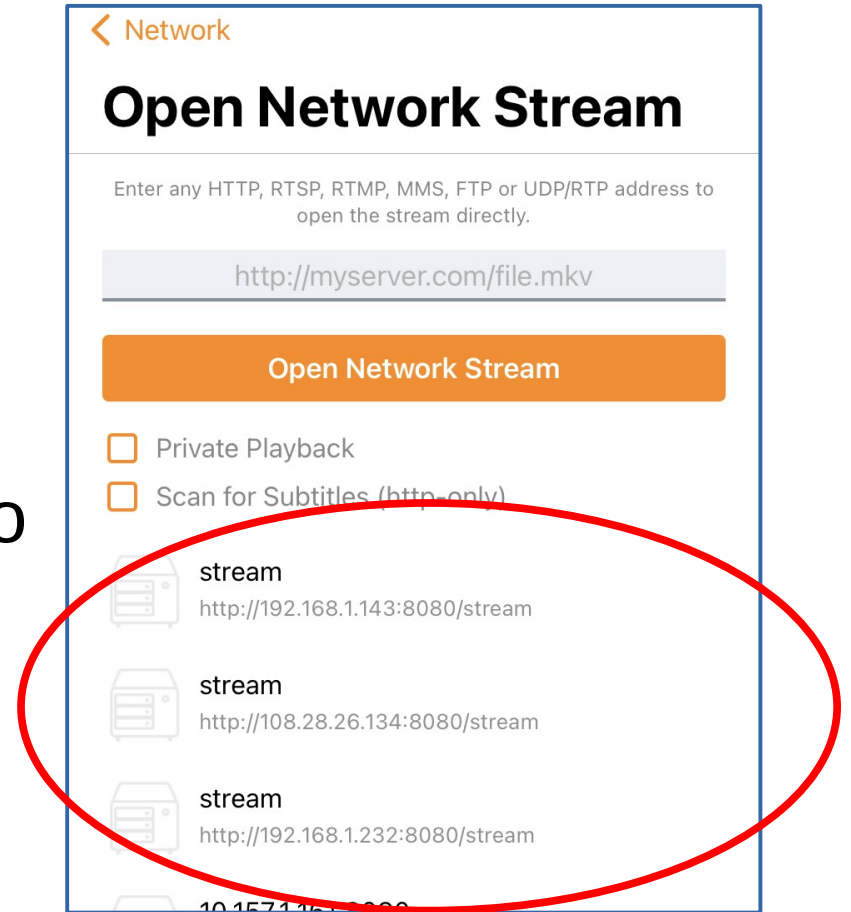 Network
Open Network Stream
Enter any HTTP, RTSP, RTMP, MMS, FTP or UDP/RTP address to
open the stream directly.
http://myserver.com/file.mkv
Open Network Stream
Private Playback
Scan for Subtitles (http-only)
stream
http://192.168.1.143:8080/stream
stream
http://108.28.26.134:8080/stream
stream
http://192.168.1.232:8080/stream